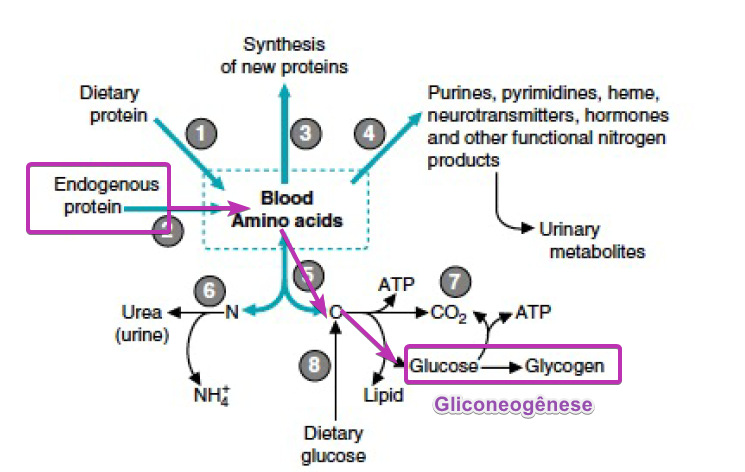 Synthesis
of new proteins
Dietary
protein
1
3
4
Purines, pyrimidines, heme,
neurotransmitters, hormones
and other functional nitrogen
products
Endogenous
protein
2
Blood
Amino acids
Urinary
metabolites
5
6
7
ATP
Urea
(urine)
N
C
CO2
ATP
8
Glucose
Glycogen
NH4+
Lipid
Gliconeogênese
Dietary
glucose